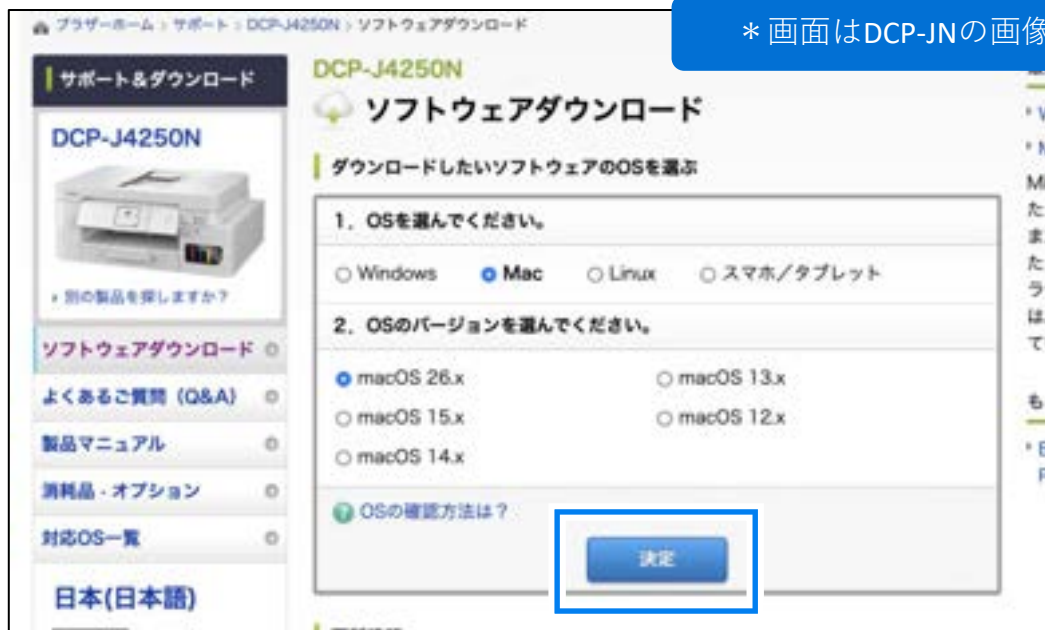 ブラザーホーム › サポート › DCP-J4250N › ソフトウェアダウンロード
＊画面はDCP-JNの画像
サポート&ダウンロード
DCP-J4250N
別の製品を探しますか？
ソフトウェアダウンロード
よくあるご質問（Q&A）
製品マニュアル
消耗品・オプション
対応OS一覧
日本(日本語)
DCP-J4250N
ソフトウェアダウンロード
ダウンロードしたいソフトウェアのOSを選ぶ
1．OSを選んでください。
Windows Mac Linux スマホ／タブレット
2．OSのバージョンを選んでください。
macOS 26.x macOS 13.x
macOS 15.x macOS 12.x
macOS 14.x
OSの確認方法は？
決定
た
ま
た
ラ
は
て
も